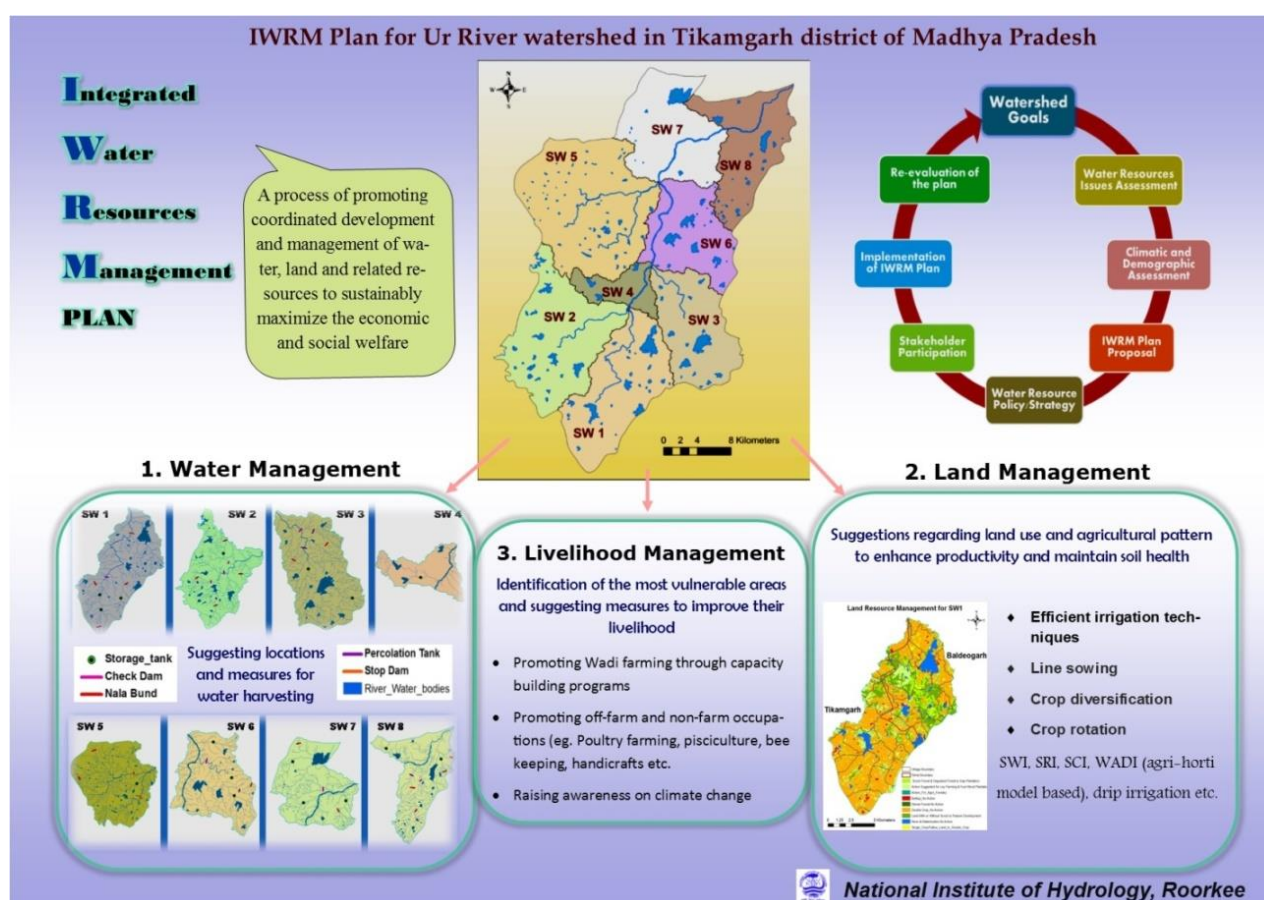 IWRM Plan for Ur River watershed in Tikamgarh district of Madhya Pradesh
Integrated
Water
Resources
Management
PLAN
A process of promoting
coordinated development
and management of wa-
ter, land and related re-
sources to sustainably
maximize the economic
and social welfare
N
W
E
S
SW 7
SW 5
SW 8
SW 6
SW 4
SW 2
SW 3
SW 1
0 2 4 8 Kilometers
Watershed
Goals
Water Resources
Issues Assessment
Climatic and
Demographic
Assessment
IWRM Plan
Proposal
Water Resource
Policy/Strategy
Stakeholder
Participation
Implementation
of IWRM Plan
Re-evaluation of
the plan
1. Water Management
SW 1
SW 2
SW 3
SW 4
Storage_tank
Check Dam
Nala Bund
Suggesting locations
and measures for
water harvesting
Percolation Tank
Stop Dam
River_Water_bodies
SW 5
SW 6
SW 7
SW 8
3. Livelihood Management
Identification of the most vulnerable areas
and suggesting measures to improve their
livelihood
• Promoting Wadi farming through capacity
building programs
• Promoting off-farm and non-farm occupa-
tions (eg. Poultry farming, pisciculture, bee
keeping, handicrafts etc.
• Raising awareness on climate change
2. Land Management
Suggestions regarding land use and agricultural pattern
to enhance productivity and maintain soil health
Land Resource Management for SW1
Baldeogarh
Tikamgarh
♦ Efficient irrigation tech-
niques
♦ Line sowing
♦ Crop diversification
♦ Crop rotation
SWI, SRI, SCI, WADI (agri-horti
model based), drip irrigation etc.
National Institute of Hydrology, Roorkee